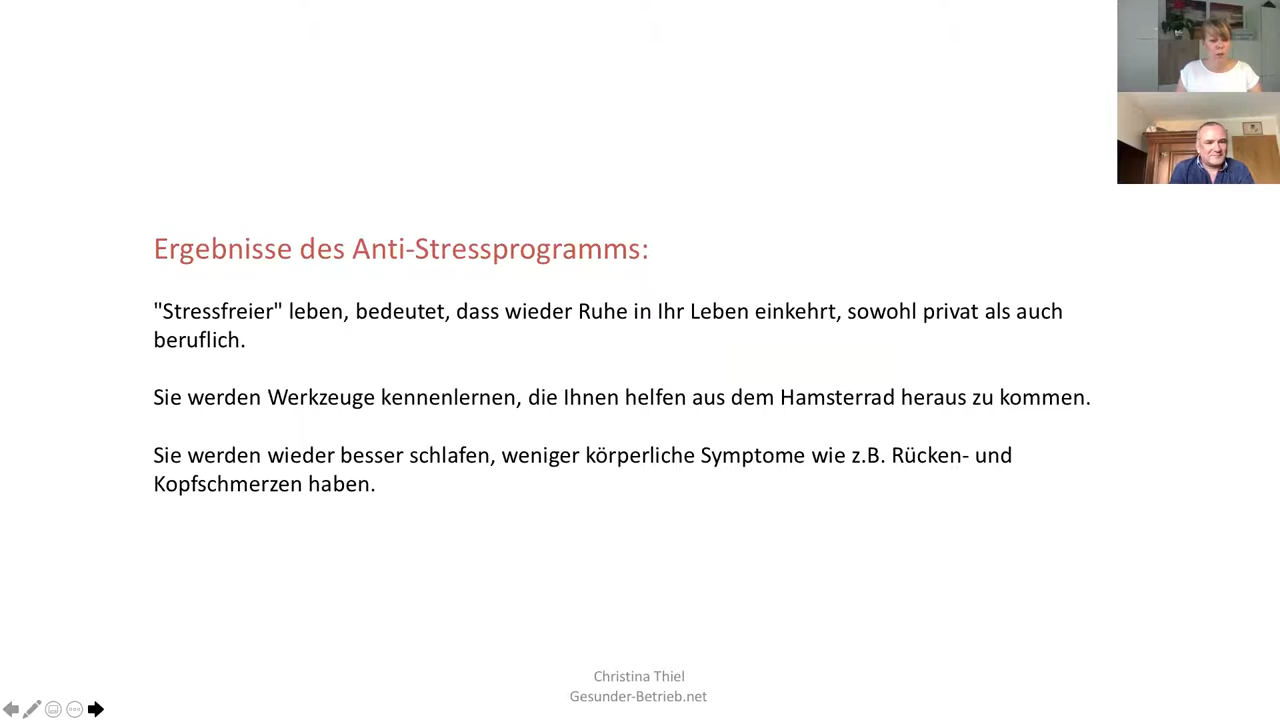 Ergebnisse des Anti-Stressprogramms:
"Stressfreier" leben, bedeutet, dass wieder Ruhe in Ihr Leben einkehrt, sowohl privat als auch
beruflich.
Sie werden Werkzeuge kennenlernen, die Ihnen helfen aus dem Hamsterrad heraus zu kommen.
Sie werden wieder besser schlafen, weniger körperliche Symptome wie z.B. Rücken- und
Kopfschmerzen haben.
Christina Thiel
Gesunder-Betrieb.net